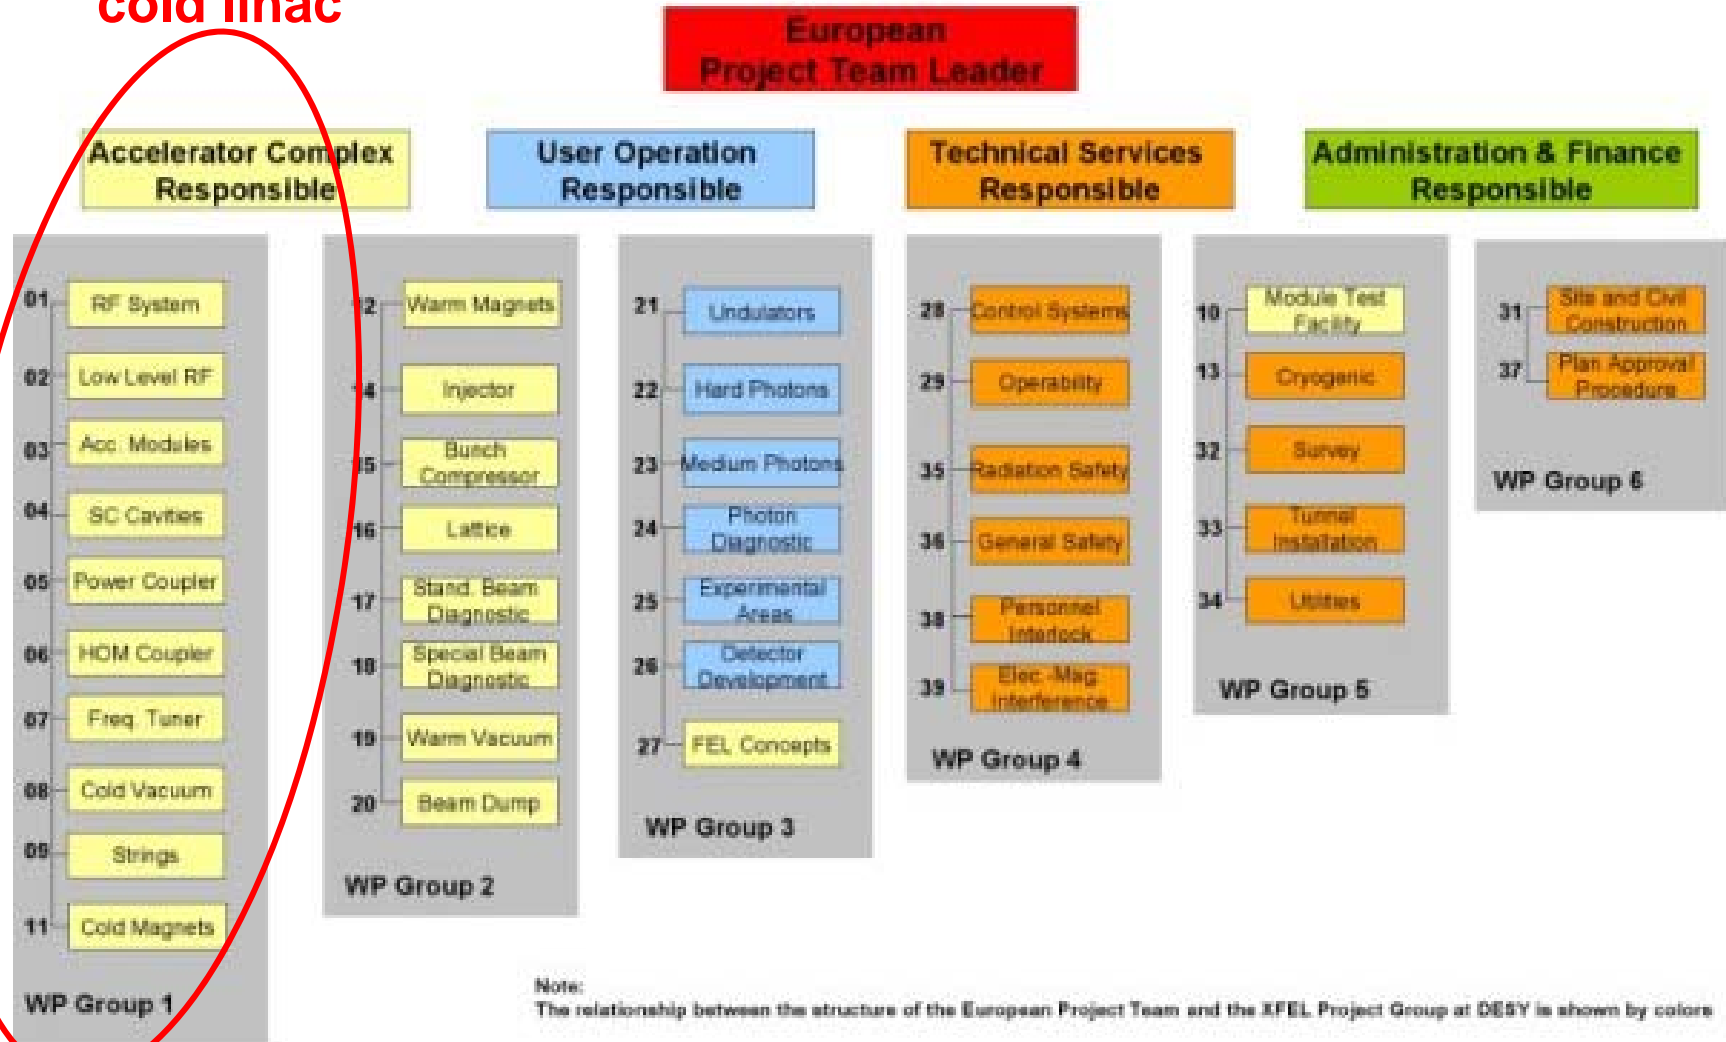 cold linac
European
Project Team Leader
Accelerator Complex
Responsible
User Operation
Responsible
Technical Services
Responsible
Administration & Finance
Responsible
01 RF System
02 Low Level RF
03 Acc. Modules
04 SC Cavities
05 Power Coupler
06 HOM Coupler
07 Freq. Tuner
08 Cold Vacuum
09 Strings
11 Cold Magnets
WP Group 1
12 Warm Magnets
14 Injector
15 Bunch
Compressor
16 Lattice
17 Stand. Beam
Diagnostic
18 Special Beam
Diagnostic
19 Warm Vacuum
20 Beam Dump
WP Group 2
21 Undulators
22 Hard Photons
23 Medium Photons
24 Photon
Diagnostic
25 Experimental
Areas
26 Detector
Development
27 FEL Concepts
WP Group 3
28 Control Systems
29 Operability
35 Radiation Safety
36 General Safety
38 Personnel
Interlock
39 Elec.-Mag.
Interference
WP Group 4
10 Module Test
Facility
13 Cryogenic
32 Survey
33 Tunnel
Installation
34 Utilities
WP Group 5
31 Site and Civil
Construction
37 Plan Approval
Procedure
WP Group 6
Note:
The relationship between the structure of the European Project Team and the XFEL Project Group at DESY is shown by colors